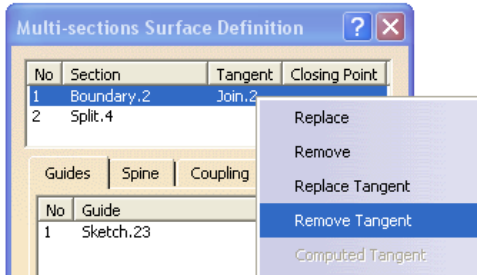 Multi-sections Surface Definition ? X
No Section Tangent Closing Point
1 Boundary.2 Join.2
2 Split.4
Replace
Remove
Replace Tangent
Remove Tangent
Computed Tangent
Guides Spine Coupling
No Guide
1 Sketch.23